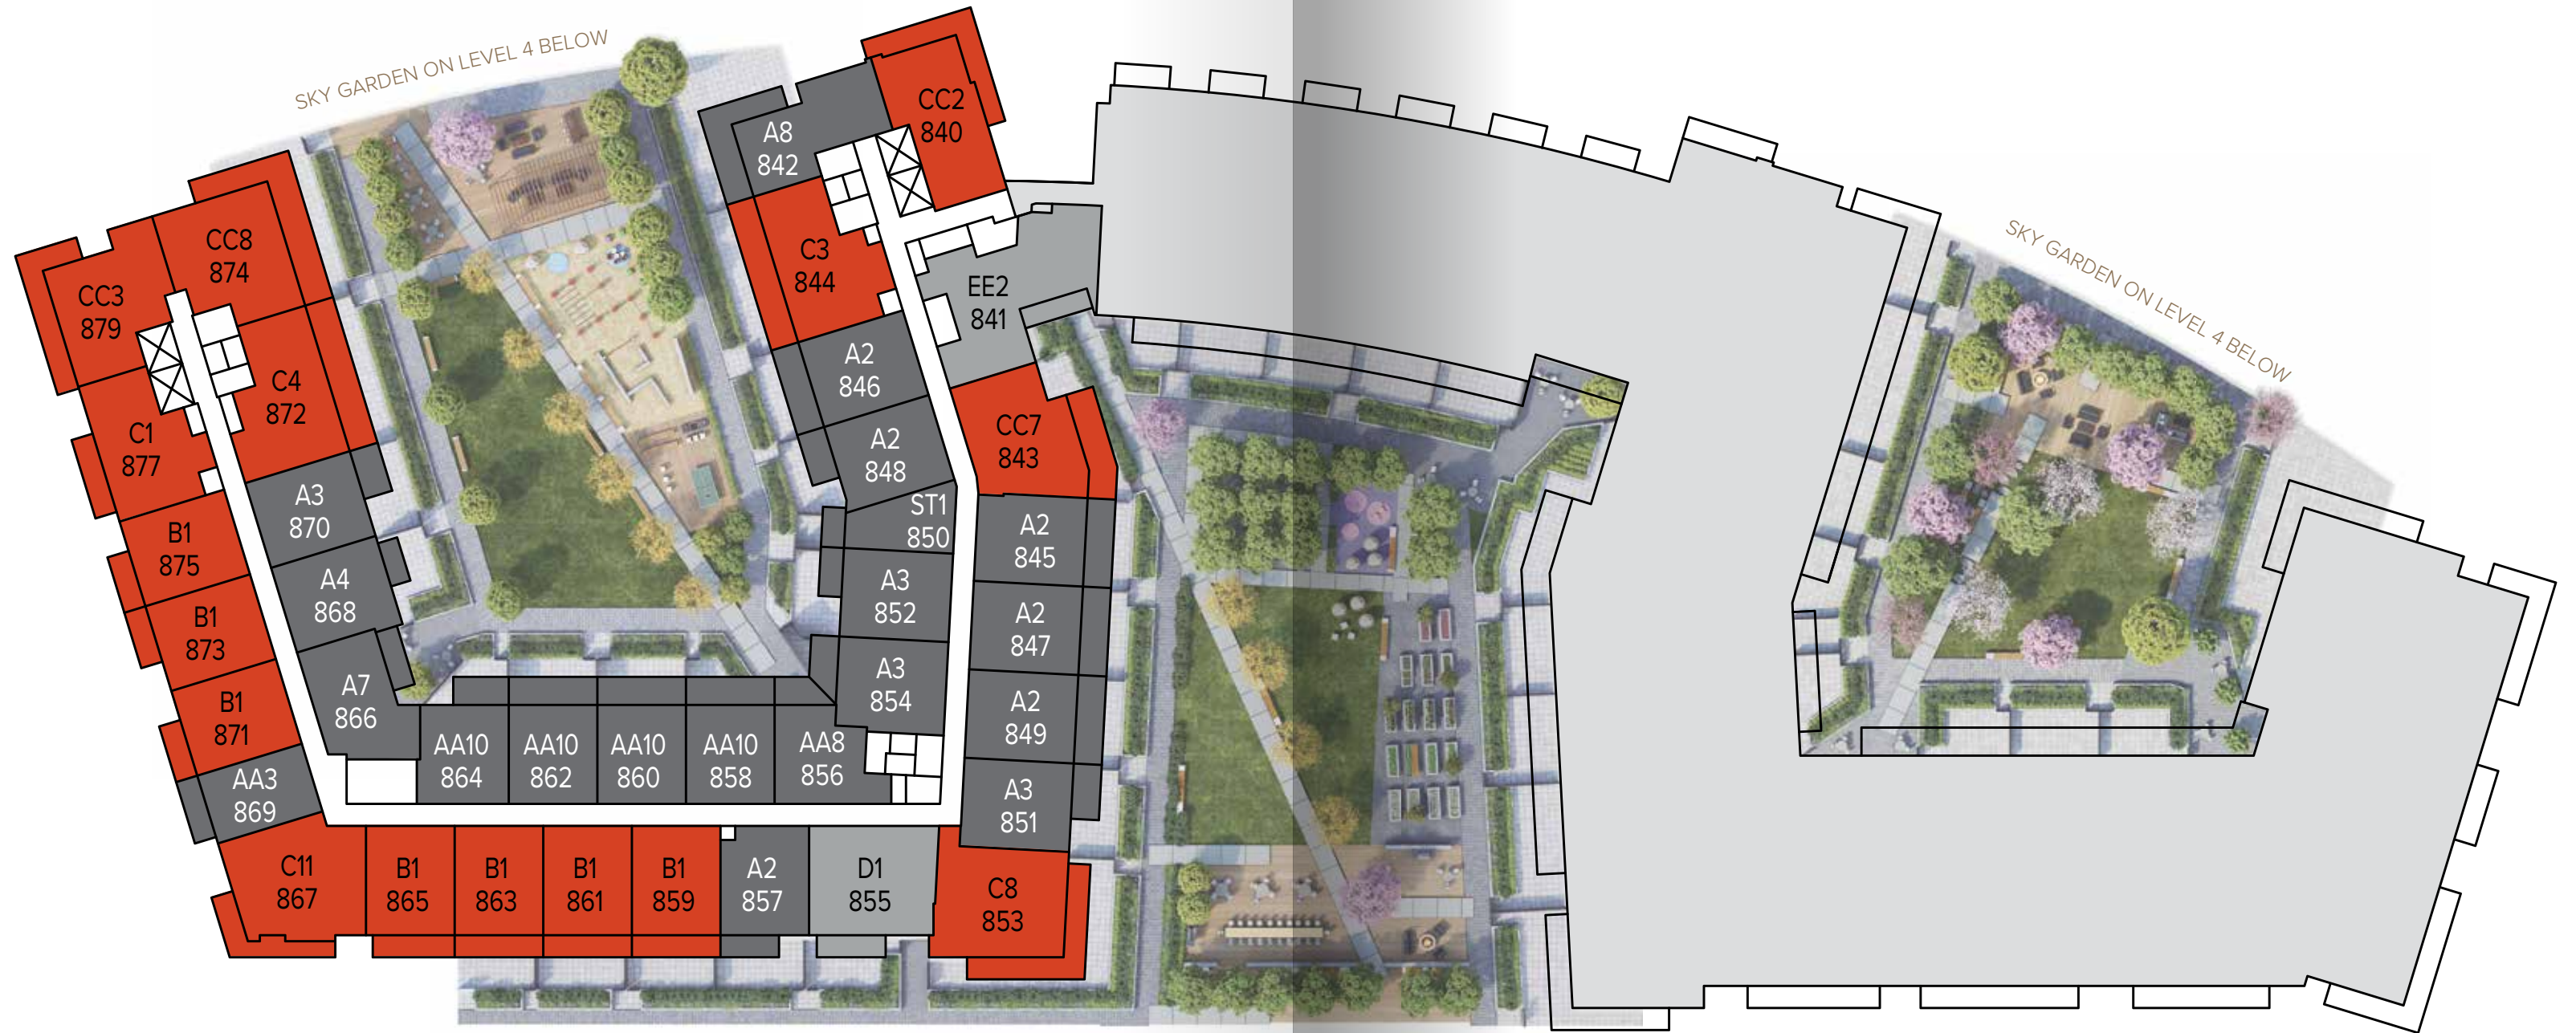 SKY GARDEN ON LEVEL 4 BELOW
CC2
840
A8
842
C3
844
EE2
841
A2
846
A2
848
CC7
843
ST1
850
A2
845
A3
852
A2
847
A3
854
A2
849
A3
851
CC8
874
CC3
879
C4
872
C1
877
A3
870
B1
875
A4
868
B1
873
A7
866
B1
871
AA3
869
AA10
864
AA10
862
AA10
860
AA10
858
AA8
856
C11
867
B1
865
B1
863
B1
861
B1
859
A2
857
D1
855
C8
853
SKY GARDEN ON LEVEL 4 BELOW